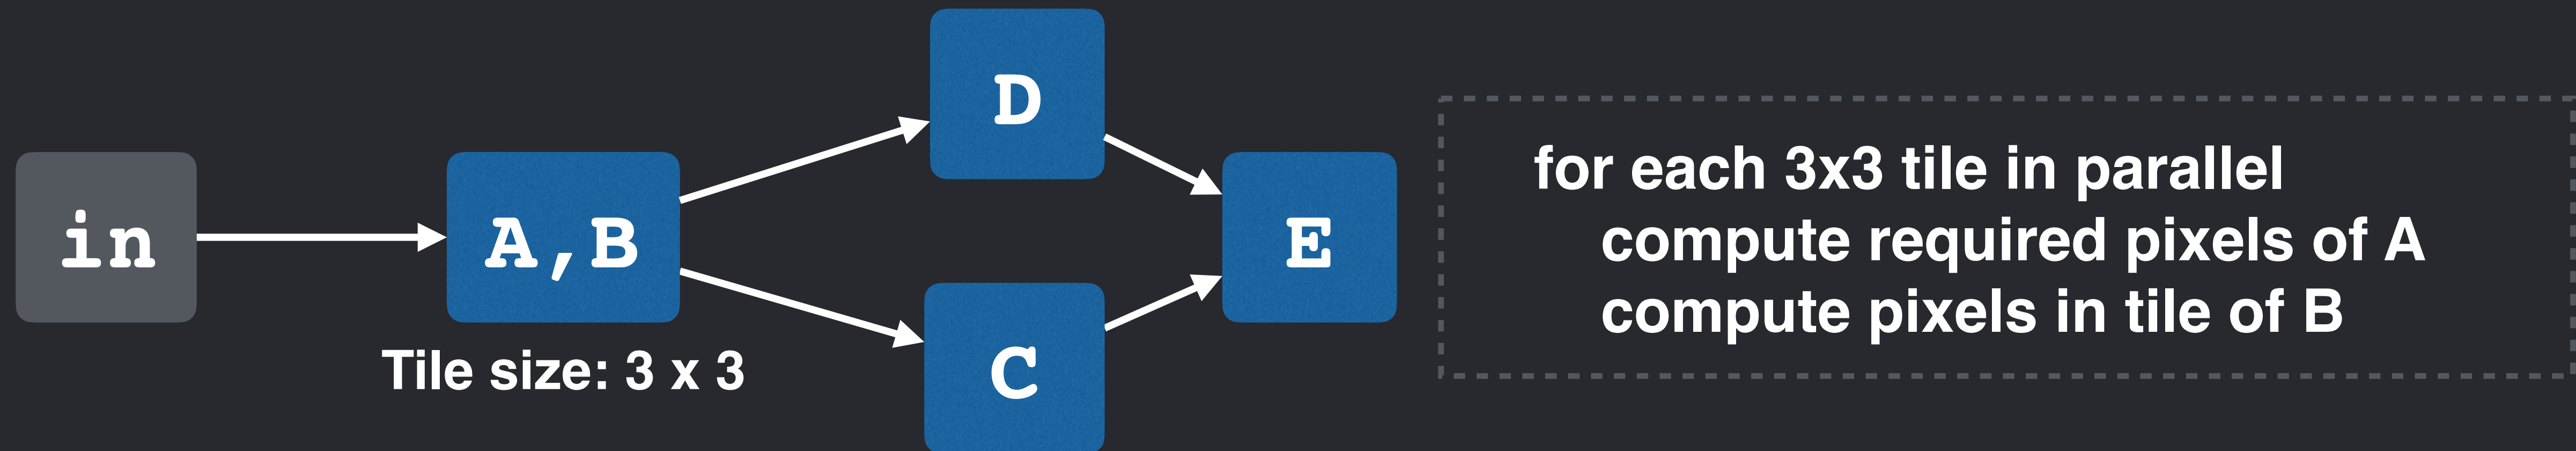 in
A,B
Tile size: 3 x 3
D
C
E
for each 3x3 tile in parallel
compute required pixels of A
compute pixels in tile of B